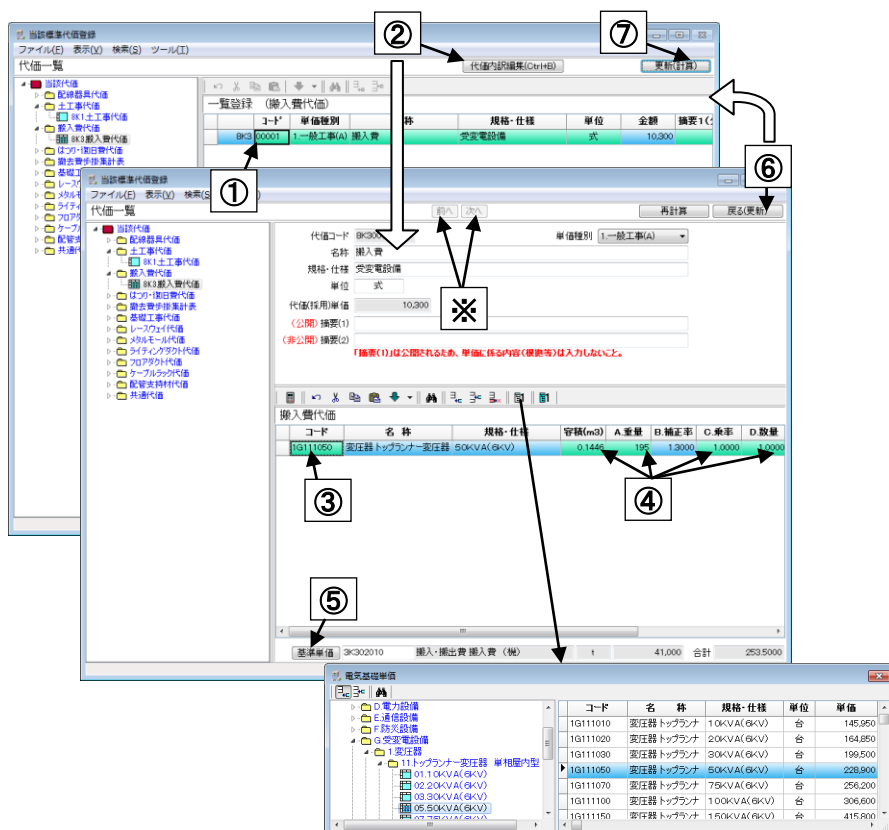 ② ⑦
当該標準代価登録
ファイル(F) 表示(V) 検索(S) ツール(T)
代価一覧 代価内訳編集(Ctrl+B) 更新(計算)
当該代価
配線器具代価
土工事代価
8K1土工事代価
搬入費代価
8K3搬入費代価
はつり・復旧費代価
撤去費歩掛集計表
一覧登録 (搬入費代価)
コード 単価種別 称 規格・仕様 単位 金額 摘要1(
8K3 00001 1.一般工事(A) 搬入費 受変電設備 式 10,300
① ⑥
当該標準代価登録
ファイル(F) 表示(V) 検索(S
代価一覧 前へ 次へ 再計算 戻る(更新)
当該代価
配線器具代価
土工事代価
8K1土工事代価
搬入費代価
8K3搬入費代価
はつり・復旧費代価
撤去費歩掛集計表
基礎工事代価
レースウェイ代価
メタルモール代価
ライティングダクト代価
フロアダクト代価
ケーブルラック代価
配管支持材代価
共通代価
代価コード 8K300 単価種別 1.一般工事(A)
名称 搬入費
規格・仕様 受変電設備
単位 式
代価(採用)単価 10,300
※
(公開) 摘要(1)
(非公開) 摘要(2)
「摘要(1)」は公開されるため、単価に係る内容(根拠等)は入力しないこと。
搬入費代価
コード 名 称 規格・仕様 容積(m3) A.重量 B.補正率 C.乗率 D.数量
1G111050 変圧器 トップランナー変圧器 50KVA(6KV) 0.1446 195 1.3000 1.0000 1.0000
③ ④
⑤
基準単価 3K302010 搬入・搬出費 搬入費 (機) t 41,000 合計 253.5000
電気基礎単価
D.電力設備
E.通信設備
F.防災設備
G.受変電設備
1.変圧器
11.トップランナー変圧器 単相屋内型
01.10KVA(6KV)
02.20KVA(6KV)
03.30KVA(6KV)
05.50KVA(6KV)
07.75KVA(6KV)
コード 名 称 規格・仕様 単位 単価
1G111010 変圧器 トップランナ 10KVA(6KV) 台 145,950
1G111020 変圧器 トップランナ 20KVA(6KV) 台 164,850
1G111030 変圧器 トップランナ 30KVA(6KV) 台 199,500
1G111050 変圧器 トップランナ 50KVA(6KV) 台 228,900
1G111070 変圧器 トップランナ 75KVA(6KV) 台 256,200
1G111100 変圧器 トップランナ 100KVA(6KV) 台 306,600
1G111150 変圧器 トップランナ 150KVA(6KV) 台 415,800